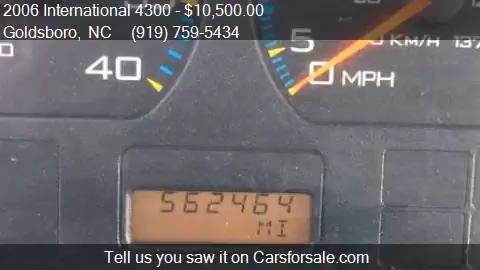 2006 International 4300 - $10,500.00
Goldsboro, NC (919) 759-5434
5
KM/H
0 MPH
40
562464
MI
Tell us you saw it on Carsforsale.com